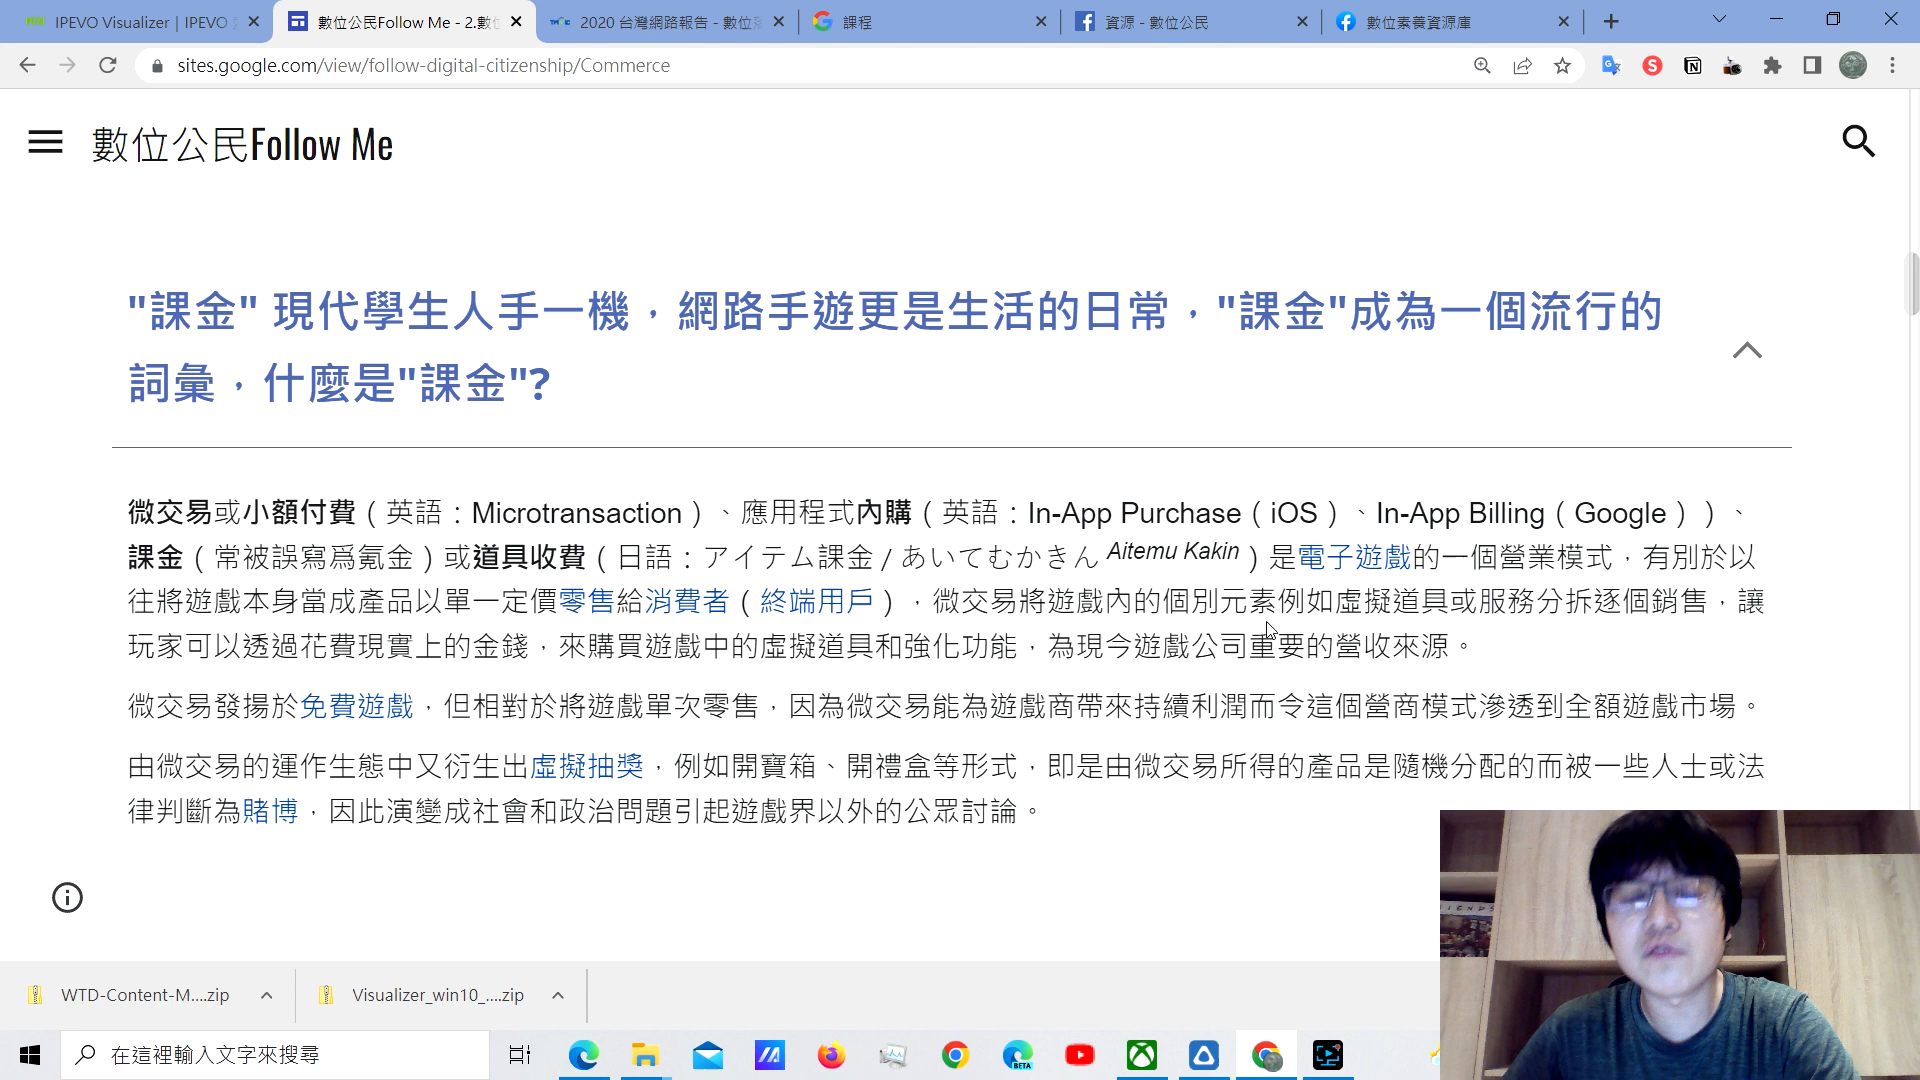 IPEVO Visualizer | IPEVO
數位公民Follow Me - 2.數位
2020 台灣網路報告 - 數位落
課程
資源 - 數位公民
數位素養資源庫
sites.google.com/view/follow-digital-citizenship/Commerce
數位公民Follow Me
"課金" 現代學生人手一機，網路手遊更是生活的日常，"課金"成為一個流行的
詞彙，什麼是"課金"?
微交易或小額付費（英語：Microtransaction）、應用程式內購（英語：In-App Purchase（iOS）、In-App Billing（Google））、
課金（常被誤寫爲氪金）或道具收費（日語：アイテム課金 / あいてむかきん Aitemu Kakin ）是電子遊戲的一個營業模式，有別於以
往將遊戲本身當成產品以單一定價零售給消費者（終端用戶），微交易將遊戲內的個別元素例如虛擬道具或服務分拆逐個銷售，讓
玩家可以透過花費現實上的金錢，來購買遊戲中的虛擬道具和強化功能，為現今遊戲公司重要的營收來源。
微交易發揚於免費遊戲，但相對於將遊戲單次零售，因為微交易能為遊戲商帶來持續利潤而令這個營商模式滲透到全額遊戲市場。
由微交易的運作生態中又衍生出虛擬抽獎，例如開寶箱、開禮盒等形式，即是由微交易所得的產品是隨機分配的而被一些人士或法
律判斷為賭博，因此演變成社會和政治問題引起遊戲界以外的公眾討論。
WTD-Content-M....zip
Visualizer_win10_....zip
在這裡輸入文字來搜尋
BETA